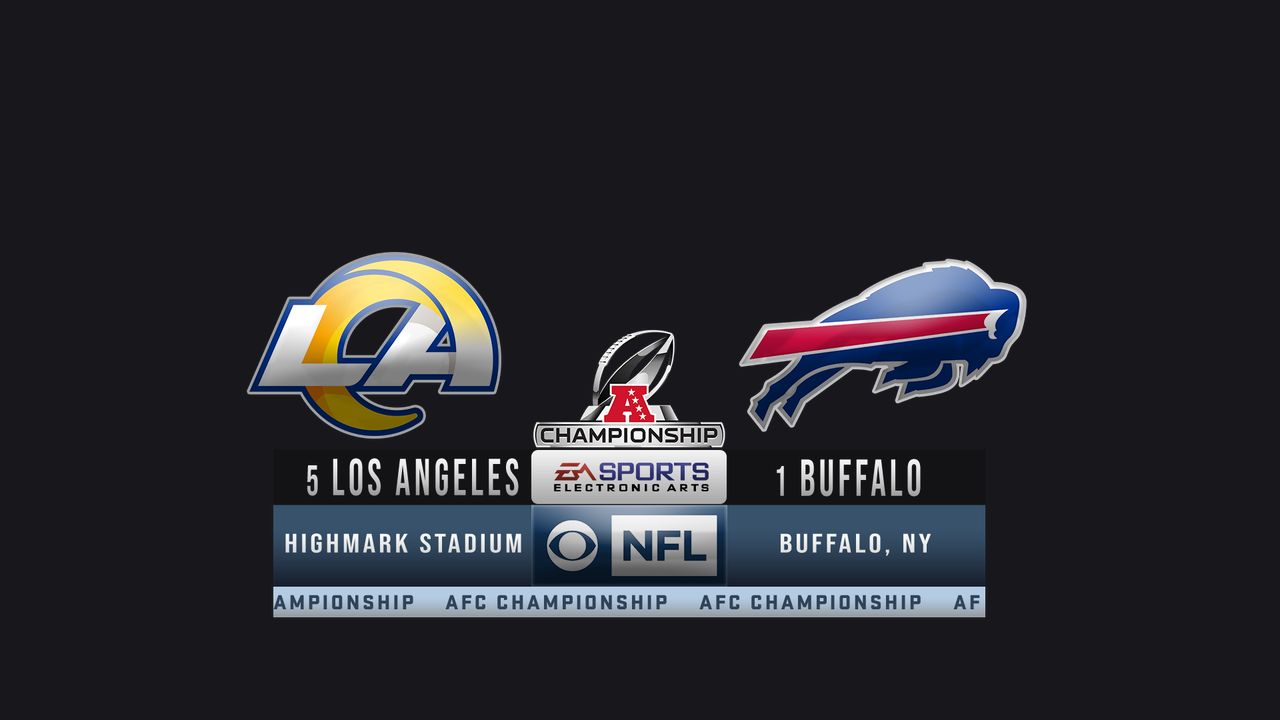 LA
A
CHAMPIONSHIP
5 LOS ANGELES
EA SPORTS
ELECTRONIC ARTS
1 BUFFALO
HIGHMARK STADIUM
NFL
BUFFALO, NY
AMPIONSHIP AFC CHAMPIONSHIP AFC CHAMPIONSHIP AF